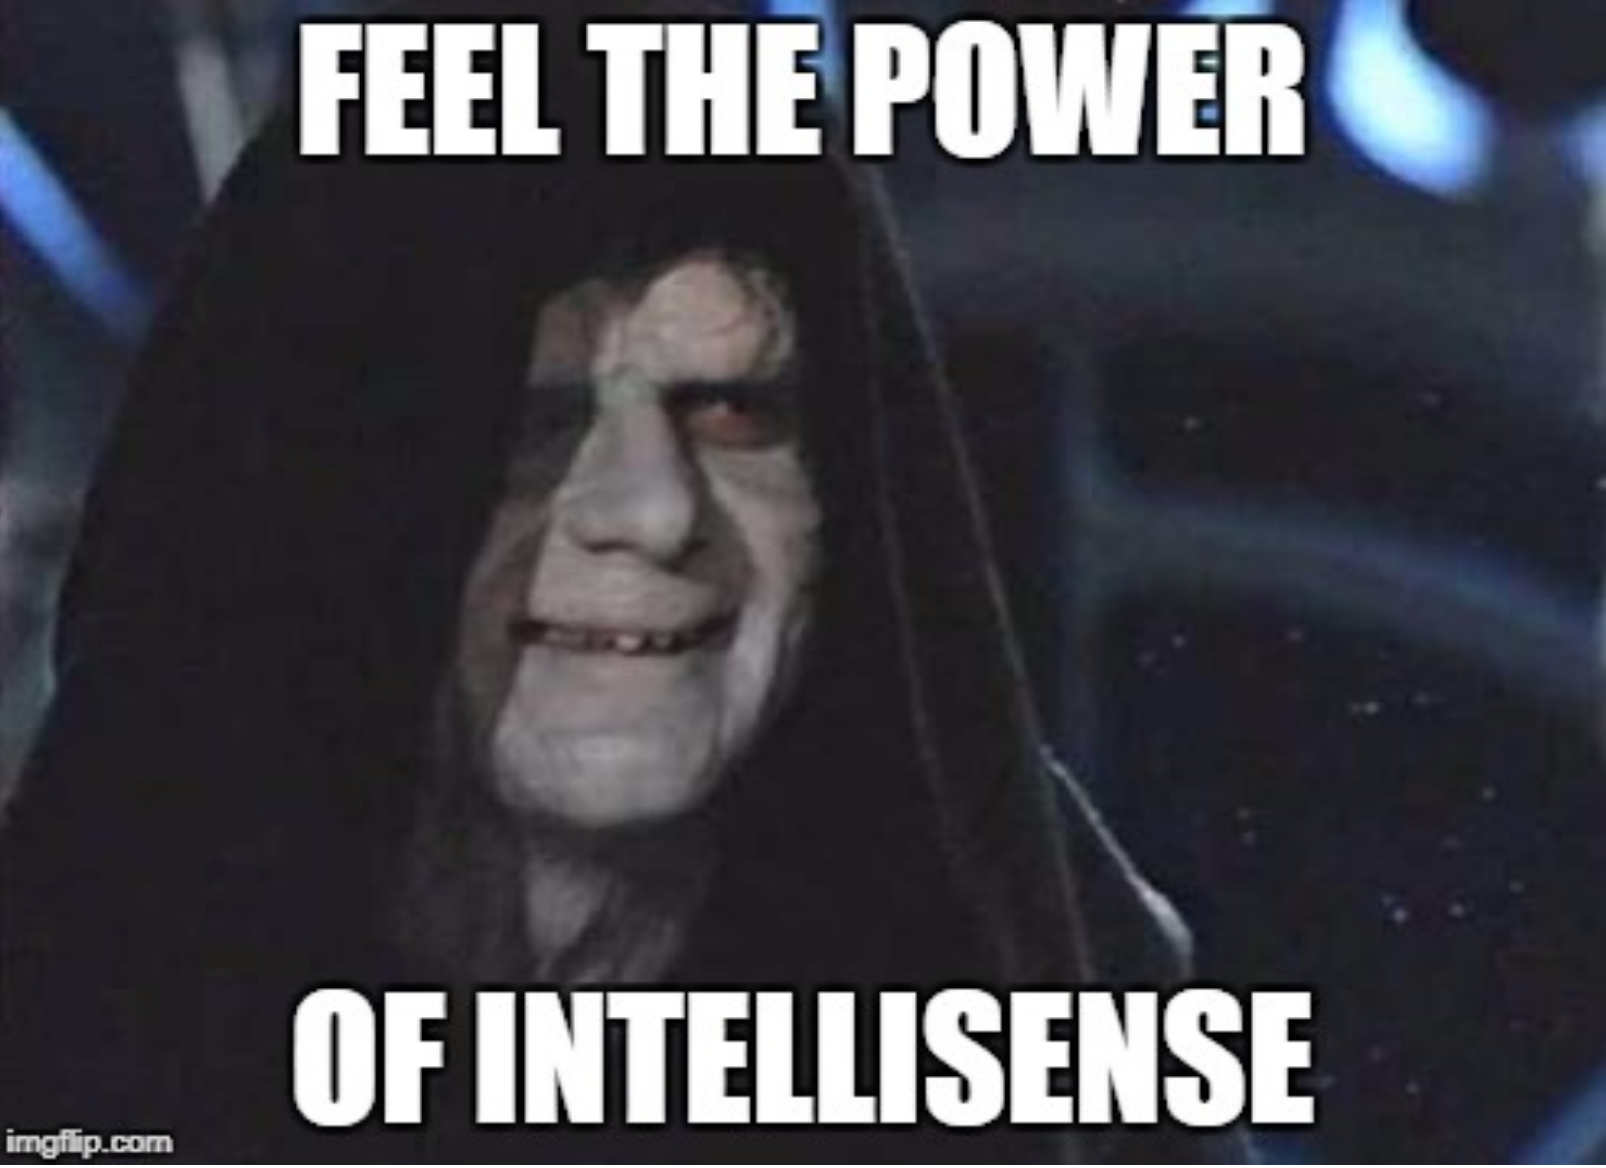 FEEL THE POWER
OF INTELLISENSE
imgflip.com